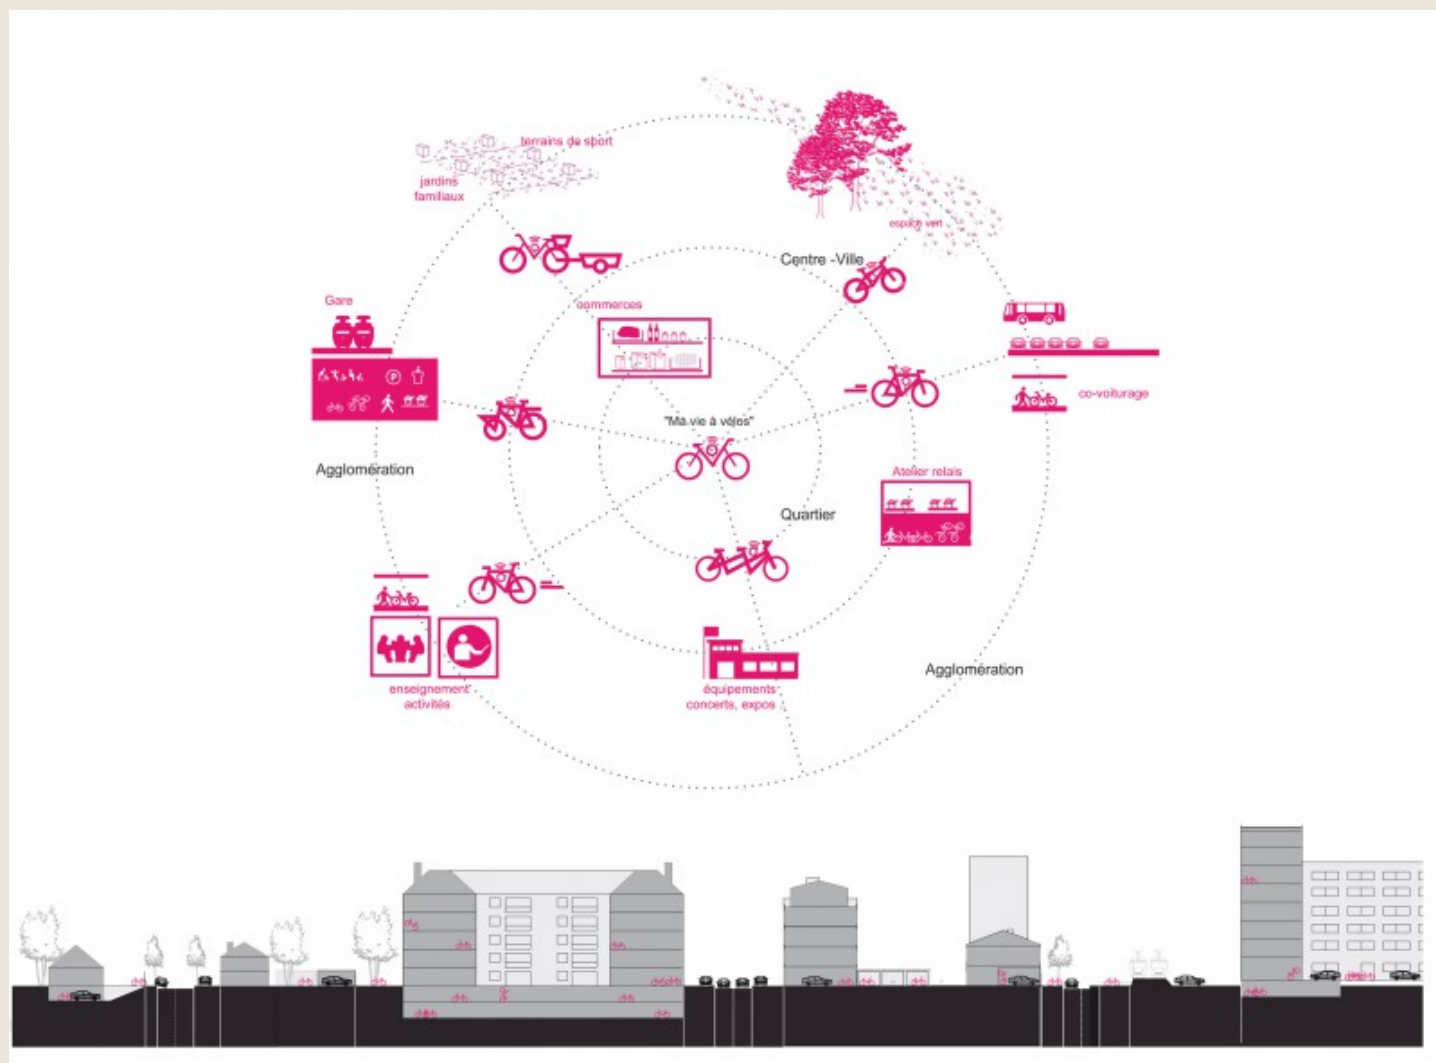 terrains de sport
jardins
familiaux
espace vert
Centre -Ville
Gare
commerces
P
co-voiturage
"Ma vie à vélos"
Agglomération
Atelier relais
Quartier
Agglomération
enseignement
activités
équipements
concerts, expos